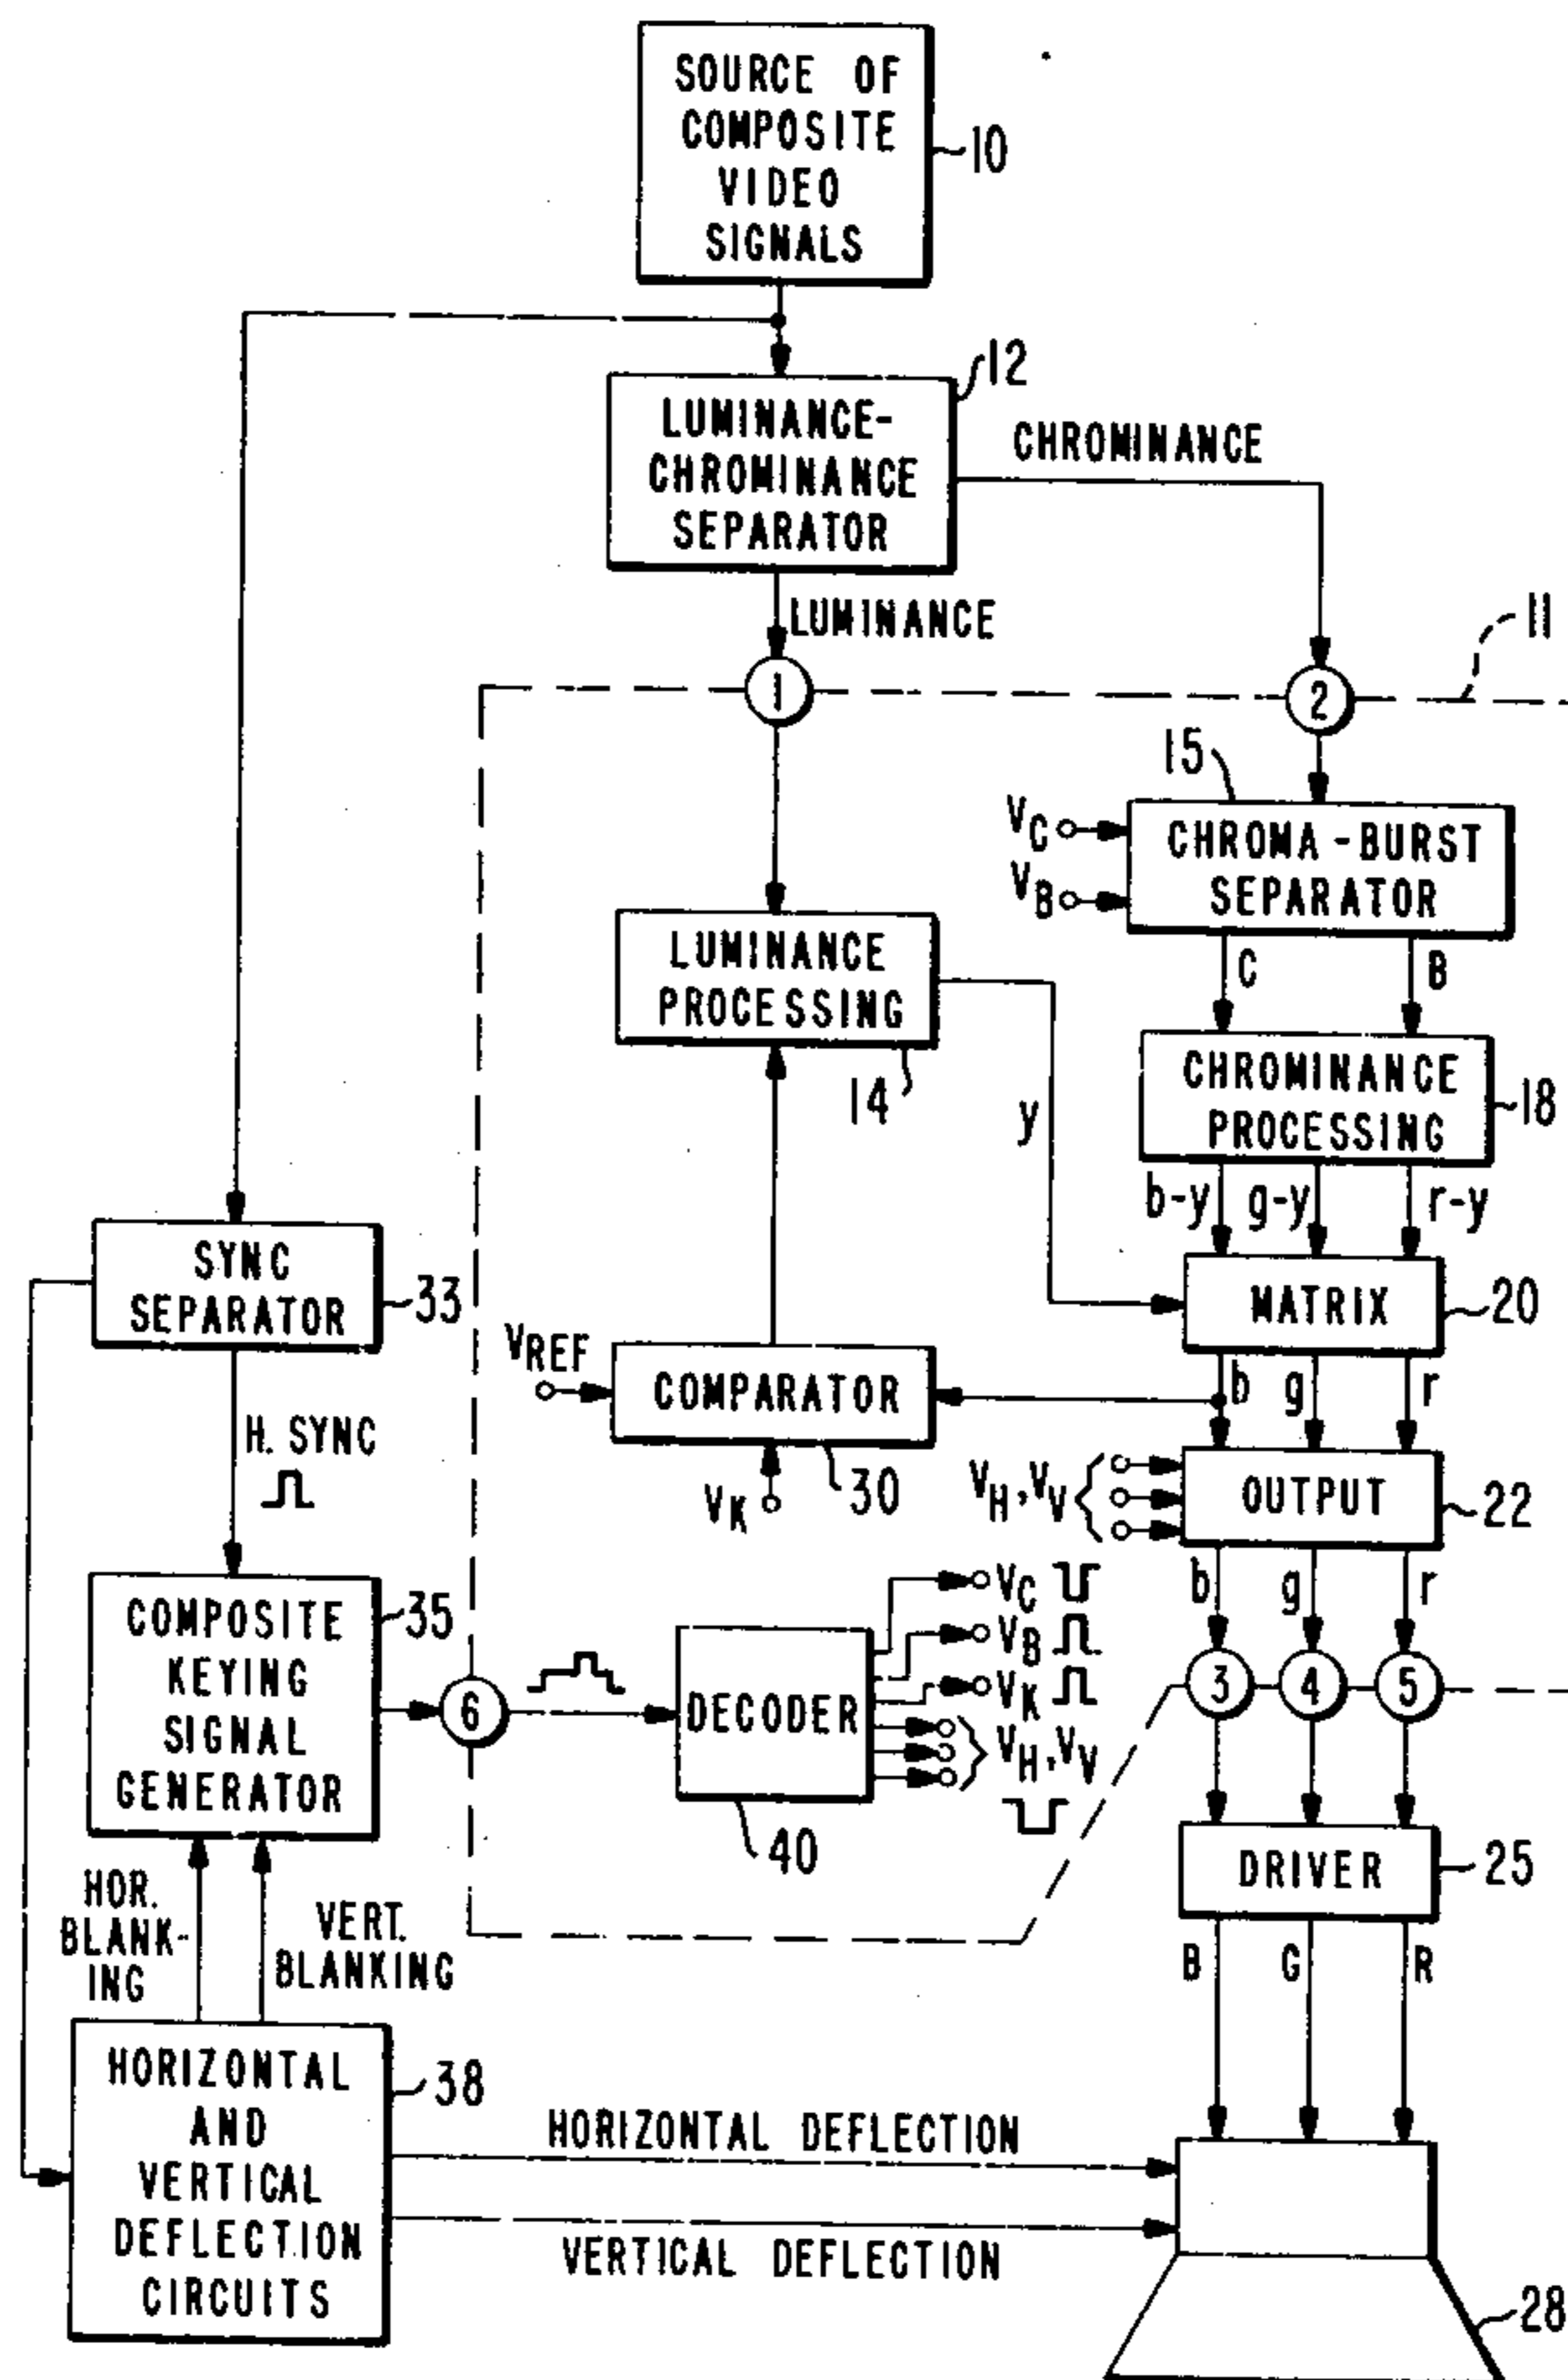 SOURCE OF
COMPOSITE
VIDEO
SIGNALS
10
12
LUMINANCE-
CHROMINANCE
SEPARATOR
CHROMINANCE
LUMINANCE
11
1
2
15
VC
VB
CHROMA-BURST
SEPARATOR
C
B
LUMINANCE
PROCESSING
14
y
CHROMINANCE
PROCESSING
18
b-y
g-y
r-y
SYNC
SEPARATOR
33
MATRIX
20
VREF
COMPARATOR
30
VK
b
g
r
H. SYNC
VH,VV
OUTPUT
22
COMPOSITE
KEYING
SIGNAL
GENERATOR
35
6
DECODER
40
VC
VB
VK
VH,VV
b
g
r
3
4
5
DRIVER
25
HOR.
BLANK-
ING
VERT.
BLANKING
B
G
R
HORIZONTAL
AND
VERTICAL
DEFLECTION
CIRCUITS
38
HORIZONTAL DEFLECTION
VERTICAL DEFLECTION
28